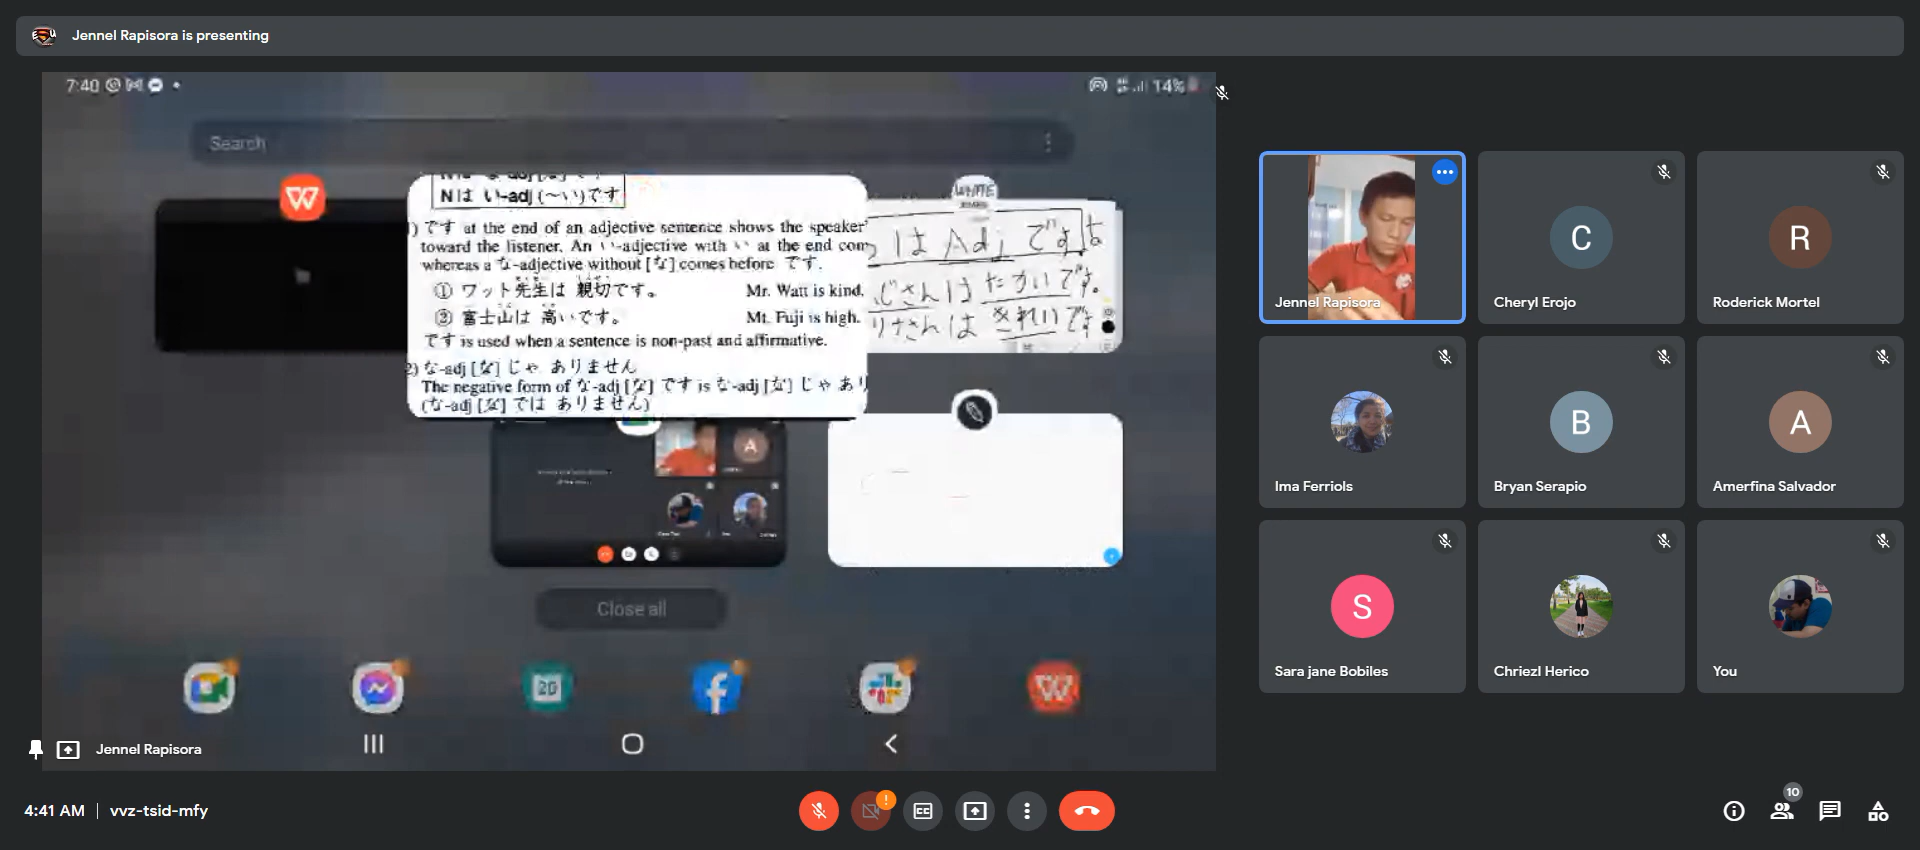 Jennel Rapisora is presenting
7:40
14%
Search
Nは い-adj (～い)です
です at the end of an adjective sentence shows the speaker'
toward the listener. An い-adjective with い at the end com
whereas a な-adjective without [な] comes before です.
① ワット先生は 親切です。 Mr. Watt is kind.
② 富士山は 高いです。 Mt. Fuji is high.
です is used when a sentence is non-past and affirmative.
2) な-adj [な] じゃ ありません
The negative form of な-adj [な] です is な-adj [な] じゃ あり
(な-adj [な] では ありません)
WHITE
は Adj です
じさんは たかいです。
さんは きれいです
A
Close all
20
Jennel Rapisora
Jennel Rapisora
C
Cheryl Erojo
R
Roderick Mortel
Ima Ferriols
B
Bryan Serapio
A
Amerfina Salvador
S
Sara jane Bobiles
Chriezl Herico
You
4:41 AM | vvz-tsid-mfy
10